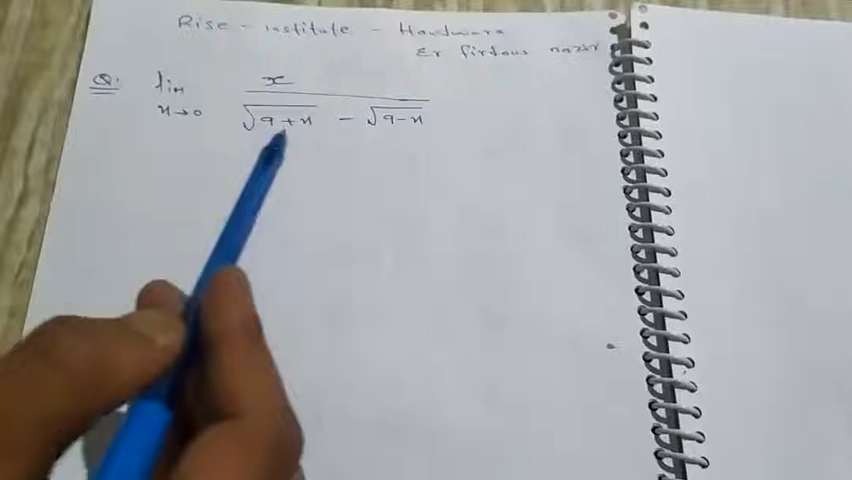 Rise - institute - Handwara
Er firdous nazir
Q. lim x→0 x / √9+x - √9-x